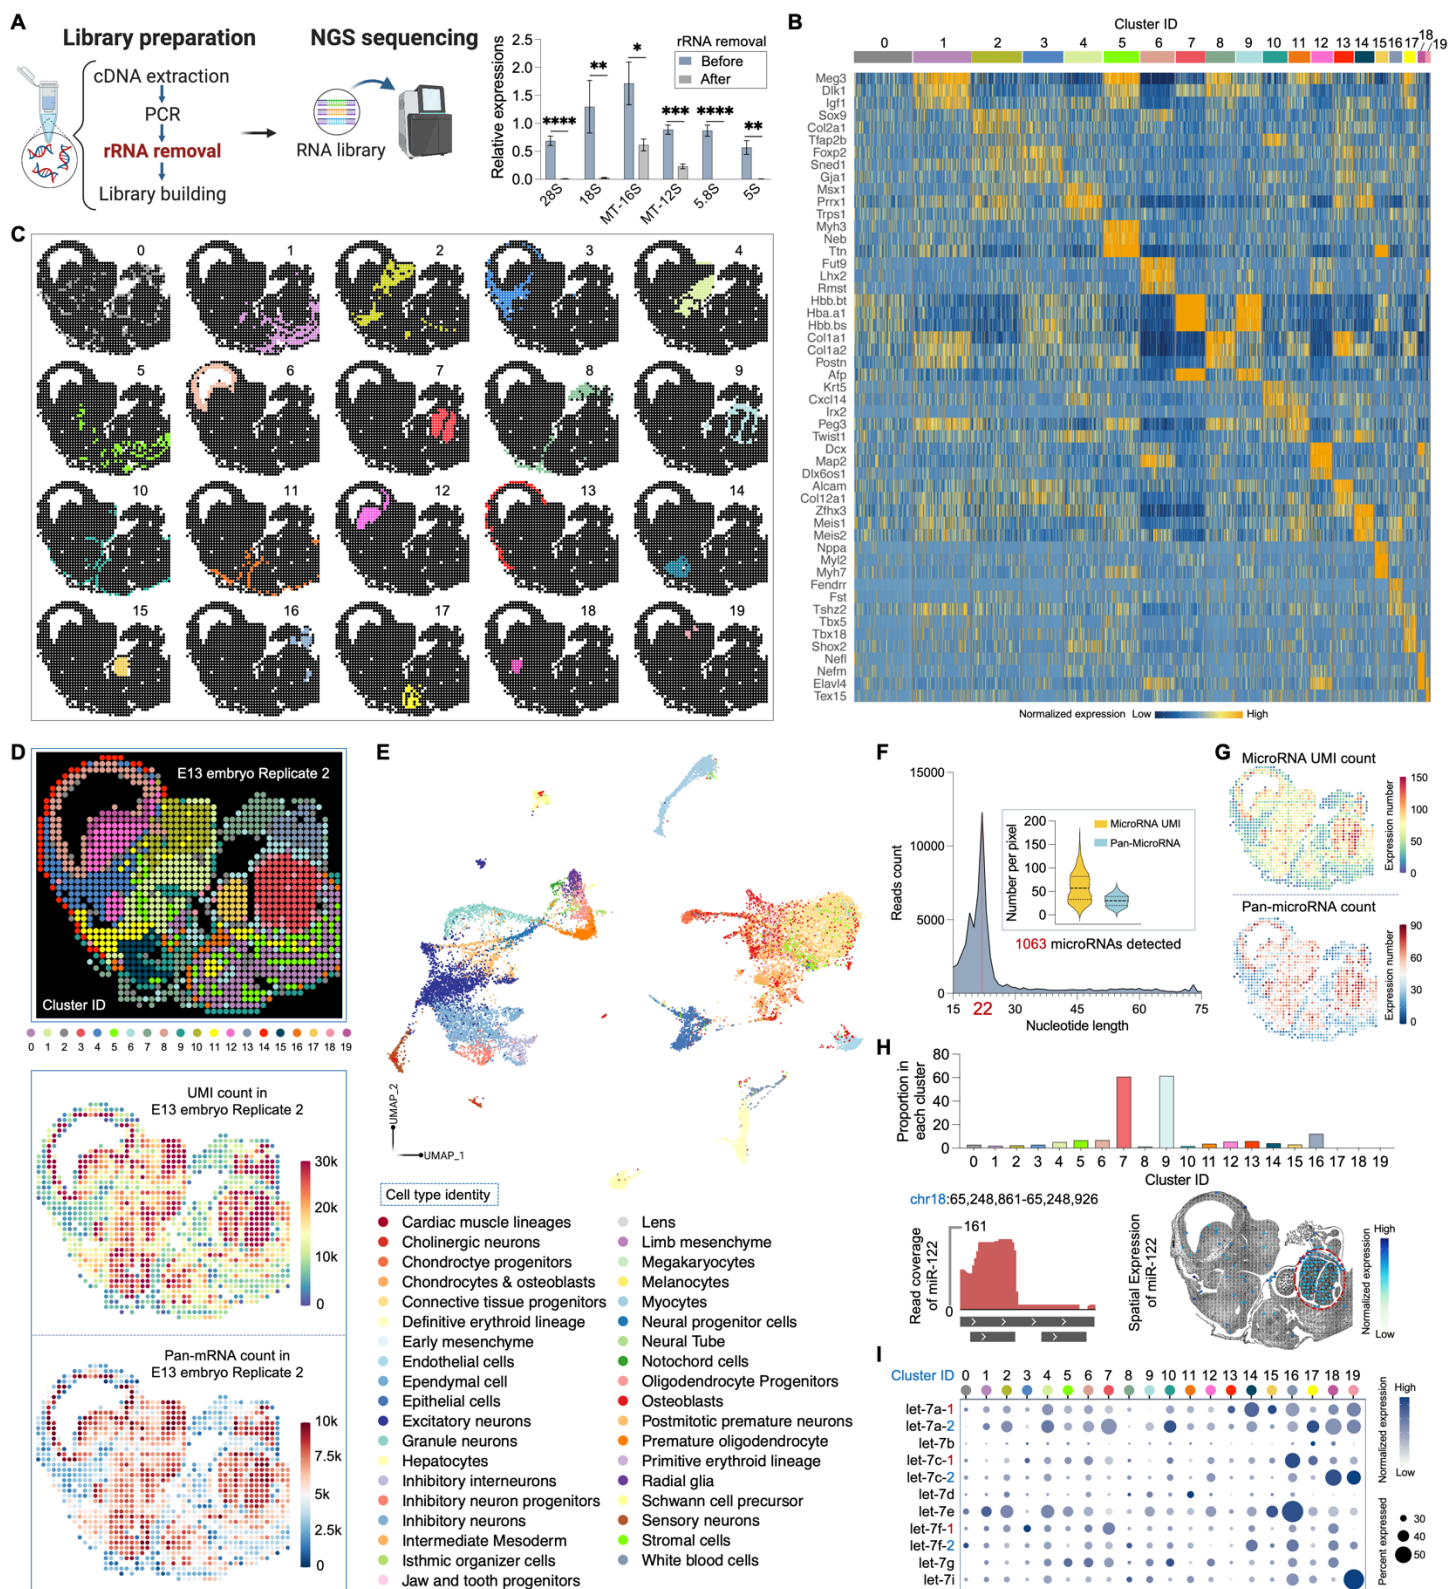 A
Library preparation
NGS sequencing
cDNA extraction
PCR
rRNA removal
Library building
RNA library
Relative expressions
2.5
2.0
1.5
1.0
0.5
0.0
rRNA removal
Before
After
****
**
*
***
****
**
28S
18S
MT-16S
MT-12S
5.8S
5S
B
Cluster ID
0 1 2 3 4 5 6 7 8 9 10 11 12 13 14 15 16 17 18 19
Meg3
Dlk1
Igf1
Sox9
Col2a1
Tfap2b
Foxp2
Sned1
Gja1
Msx1
Prrx1
Trps1
Myh3
Neb
Ttn
Fut9
Lhx2
Rmst
Hbb.bt
Hba.a1
Hbb.bs
Col1a1
Col1a2
Postn
Afp
Krt5
Cxcl14
Irx2
Peg3
Twist1
Dcx
Map2
Dlx6os1
Alcam
Col12a1
Zfhx3
Meis1
Meis2
Nppa
Myl2
Myh7
Fendrr
Fst
Tshz2
Tbx5
Tbx18
Shox2
Nefl
Nefm
Elavl4
Tex15
Normalized expression Low High
C
0 1 2 3 4
5 6 7 8 9
10 11 12 13 14
15 16 17 18 19
D
E13 embryo Replicate 2
Cluster ID
0 1 2 3 4 5 6 7 8 9 10 11 12 13 14 15 16 17 18 19
UMI count in
E13 embryo Replicate 2
30k
20k
10k
0
Pan-mRNA count in
E13 embryo Replicate 2
10k
7.5k
5k
2.5k
0
E
UMAP_2
UMAP_1
Cell type identity
Cardiac muscle lineages
Cholinergic neurons
Chondroctye progenitors
Chondrocytes & osteoblasts
Connective tissue progenitors
Definitive erythroid lineage
Early mesenchyme
Endothelial cells
Ependymal cell
Epithelial cells
Excitatory neurons
Granule neurons
Hepatocytes
Inhibitory interneurons
Inhibitory neuron progenitors
Inhibitory neurons
Intermediate Mesoderm
Isthmic organizer cells
Jaw and tooth progenitors
Lens
Limb mesenchyme
Megakaryocytes
Melanocytes
Myocytes
Neural progenitor cells
Neural Tube
Notochord cells
Oligodendrocyte Progenitors
Osteoblasts
Postmitotic premature neurons
Premature oligodendrocyte
Primitive erythroid lineage
Radial glia
Schwann cell precursor
Sensory neurons
Stromal cells
White blood cells
F
Reads count
15000
10000
5000
0
15 22 30 45 60 75
Nucleotide length
Number per pixel
200
150
100
50
0
MicroRNA UMI
Pan-MicroRNA
1063 microRNAs detected
G
MicroRNA UMI count
Expression number
150
100
50
0
Pan-microRNA count
Expression number
90
60
30
0
H
Proportion in
each cluster
80
60
40
20
0
0 1 2 3 4 5 6 7 8 9 10 11 12 13 14 15 16 17 18 19
Cluster ID
chr18:65,248,861-65,248,926
Read coverage
of miR-122
161
0
Spatial Expression
of miR-122
Normalized expression
High
Low
I
Cluster ID
0 1 2 3 4 5 6 7 8 9 10 11 12 13 14 15 16 17 18 19
let-7a-1
let-7a-2
let-7b
let-7c-1
let-7c-2
let-7d
let-7e
let-7f-1
let-7f-2
let-7g
let-7i
Normalized expression
High
Low
Percent expressed
30
40
50